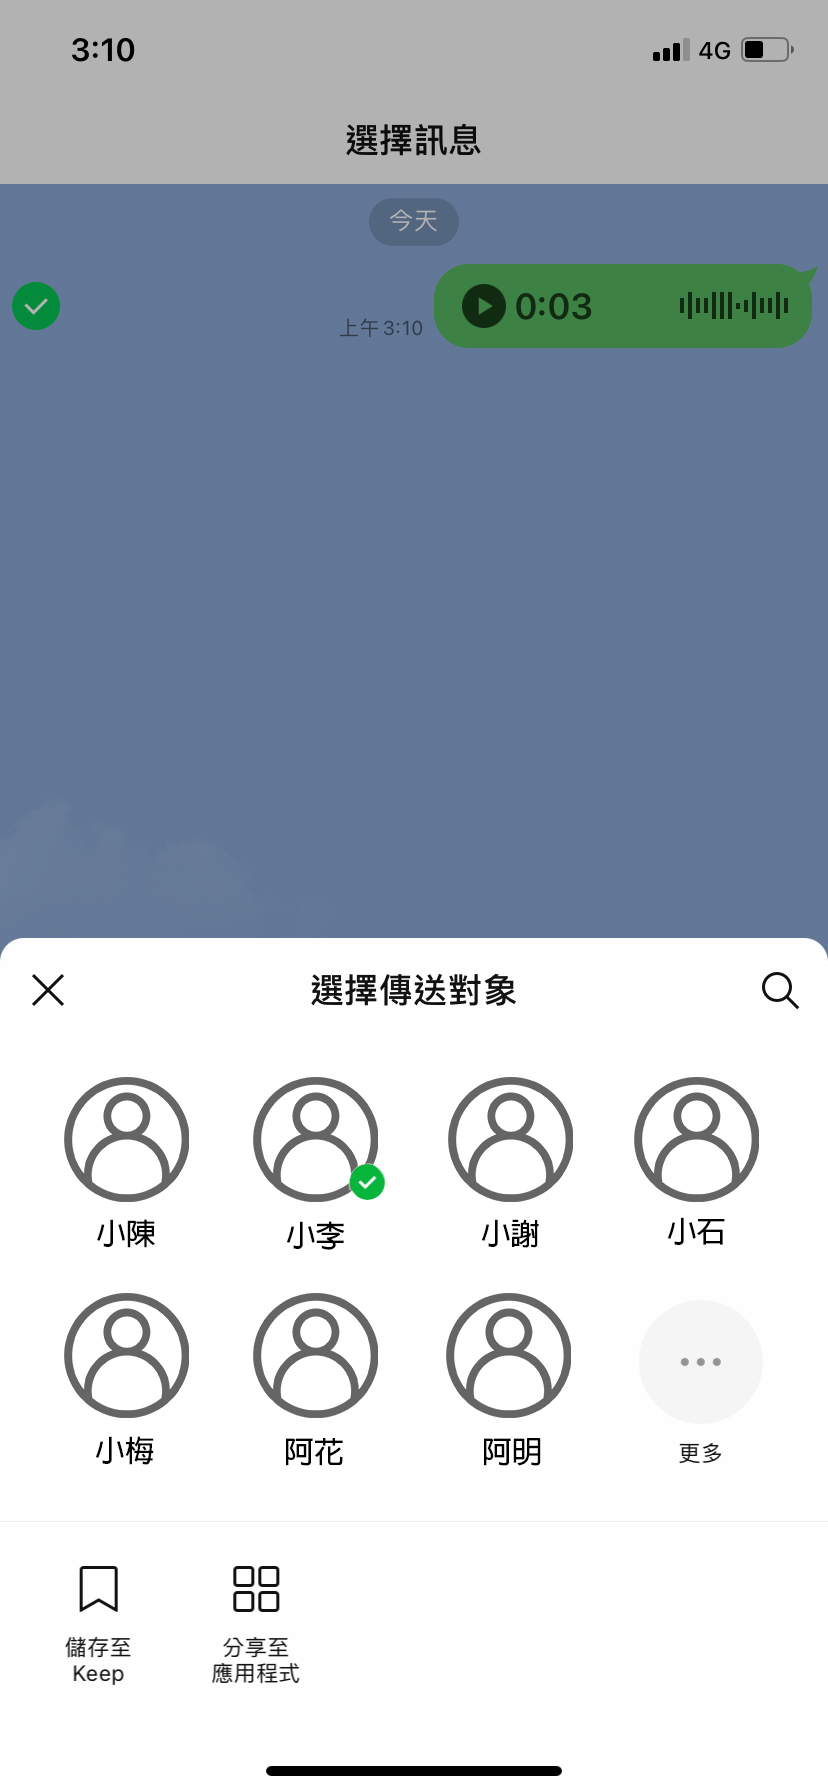 3:10
4G
選擇訊息
今天
上午 3:10
0:03
選擇傳送對象
小陳 小李 小謝 小石
小梅 阿花 阿明 更多
儲存至
Keep
分享至
應用程式